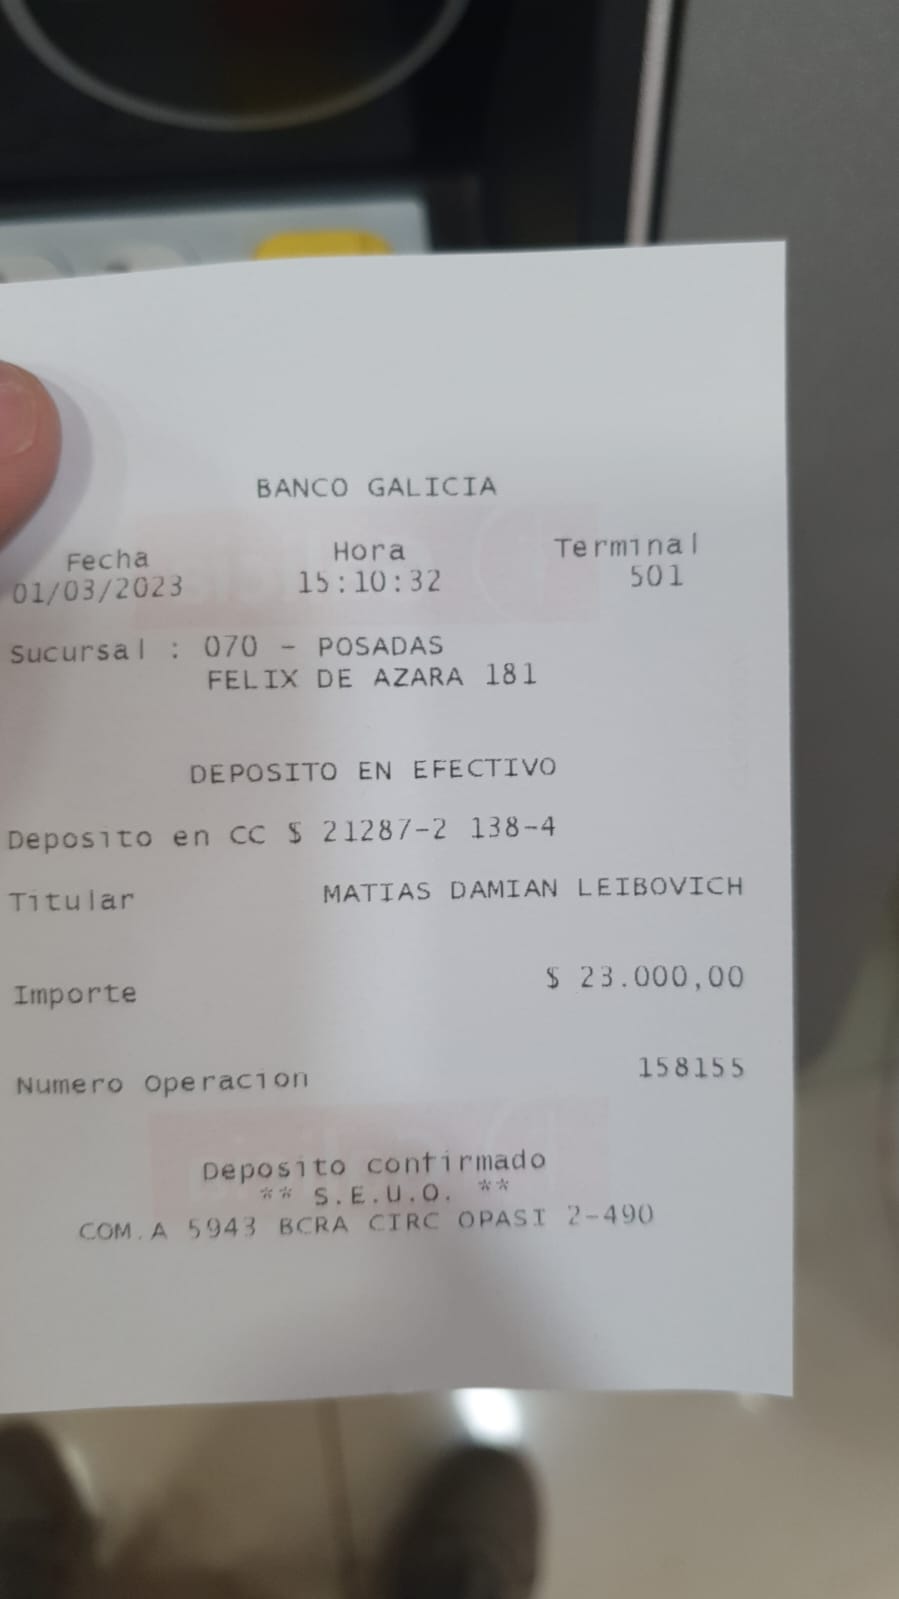 BANCO GALICIA
Fecha Hora Terminal
01/03/2023 15:10:32 501
Sucursal : 070 - POSADAS
FELIX DE AZARA 181
DEPOSITO EN EFECTIVO
Deposito en CC $ 21287-2 138-4
Titular MATIAS DAMIAN LEIBOVICH
Importe $ 23.000,00
Numero Operacion 158155
Deposito confirmado
** S.E.U.O. **
COM.A 5943 BCRA CIRC OPASI 2-490